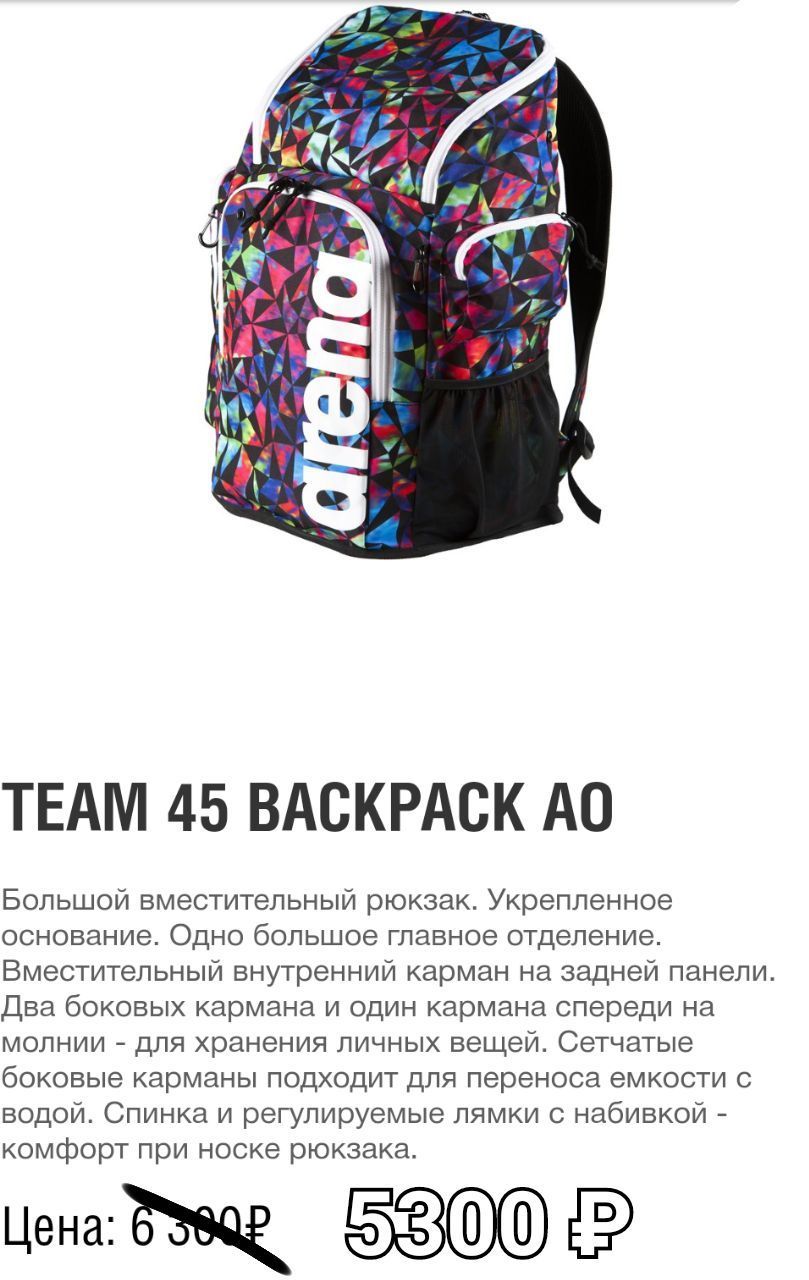 arena
TEAM 45 BACKPACK AO
Большой вместительный рюкзак. Укрепленное
основание. Одно большое главное отделение.
Вместительный внутренний карман на задней панели.
Два боковых кармана и один кармана спереди на
молнии - для хранения личных вещей. Сетчатые
боковые карманы подходит для переноса емкости с
водой. Спинка и регулируемые лямки с набивкой -
комфорт при носке рюкзака.
Цена: 6 300₽ 5300 ₽